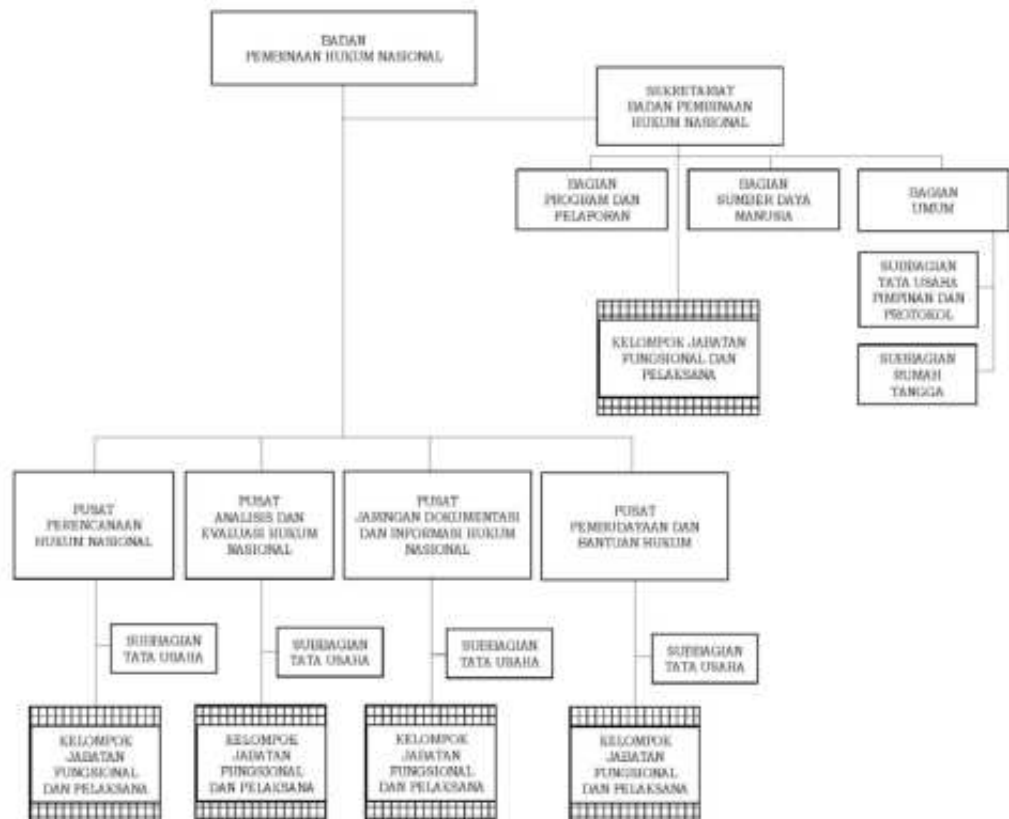 BADAN
PEMBINAAN HUKUM NASIONAL
SEKRETARIAT
BADAN PEMBINAAN
HUKUM NASIONAL
BAGIAN
PROGRAM DAN
PELAPORAN
BAGIAN
SUMBER DAYA
MANUSIA
BAGIAN
UMUM
SUBBAGIAN
TATA USAHA
PIMPINAN DAN
PROTOKOL
SUBBAGIAN
RUMAH
TANGGA
KELOMPOK JABATAN
FUNGSIONAL DAN
PELAKSANA
PUSAT
PERENCANAAN
HUKUM NASIONAL
PUSAT
ANALISIS DAN
EVALUASI HUKUM
NASIONAL
PUSAT
JARINGAN DOKUMENTASI
DAN INFORMASI HUKUM
NASIONAL
PUSAT
PEMBUDAYAAN DAN
BANTUAN HUKUM
SUBBAGIAN
TATA USAHA
SUBBAGIAN
TATA USAHA
SUBBAGIAN
TATA USAHA
SUBBAGIAN
TATA USAHA
KELOMPOK
JABATAN
FUNGSIONAL
DAN PELAKSANA
KELOMPOK
JABATAN
FUNGSIONAL
DAN PELAKSANA
KELOMPOK
JABATAN
FUNGSIONAL
DAN PELAKSANA
KELOMPOK
JABATAN
FUNGSIONAL
DAN PELAKSANA